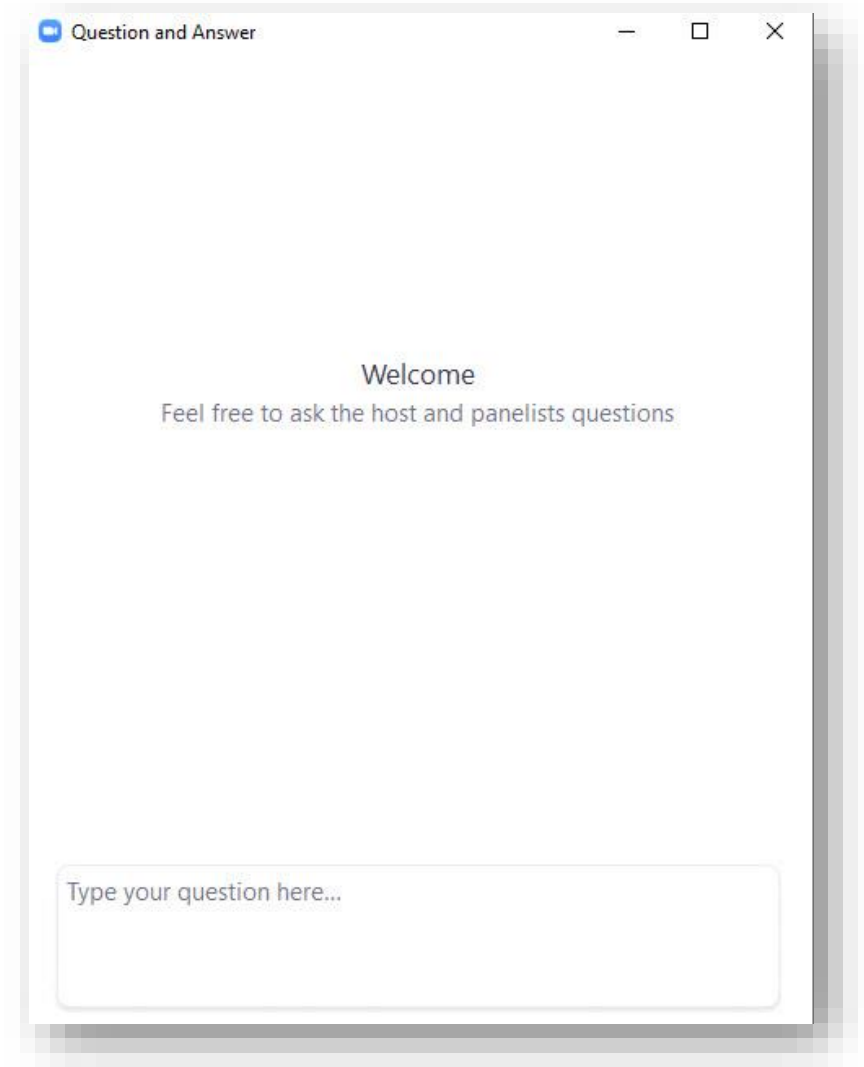 Question and Answer
Welcome
Feel free to ask the host and panelists questions
Type your question here...